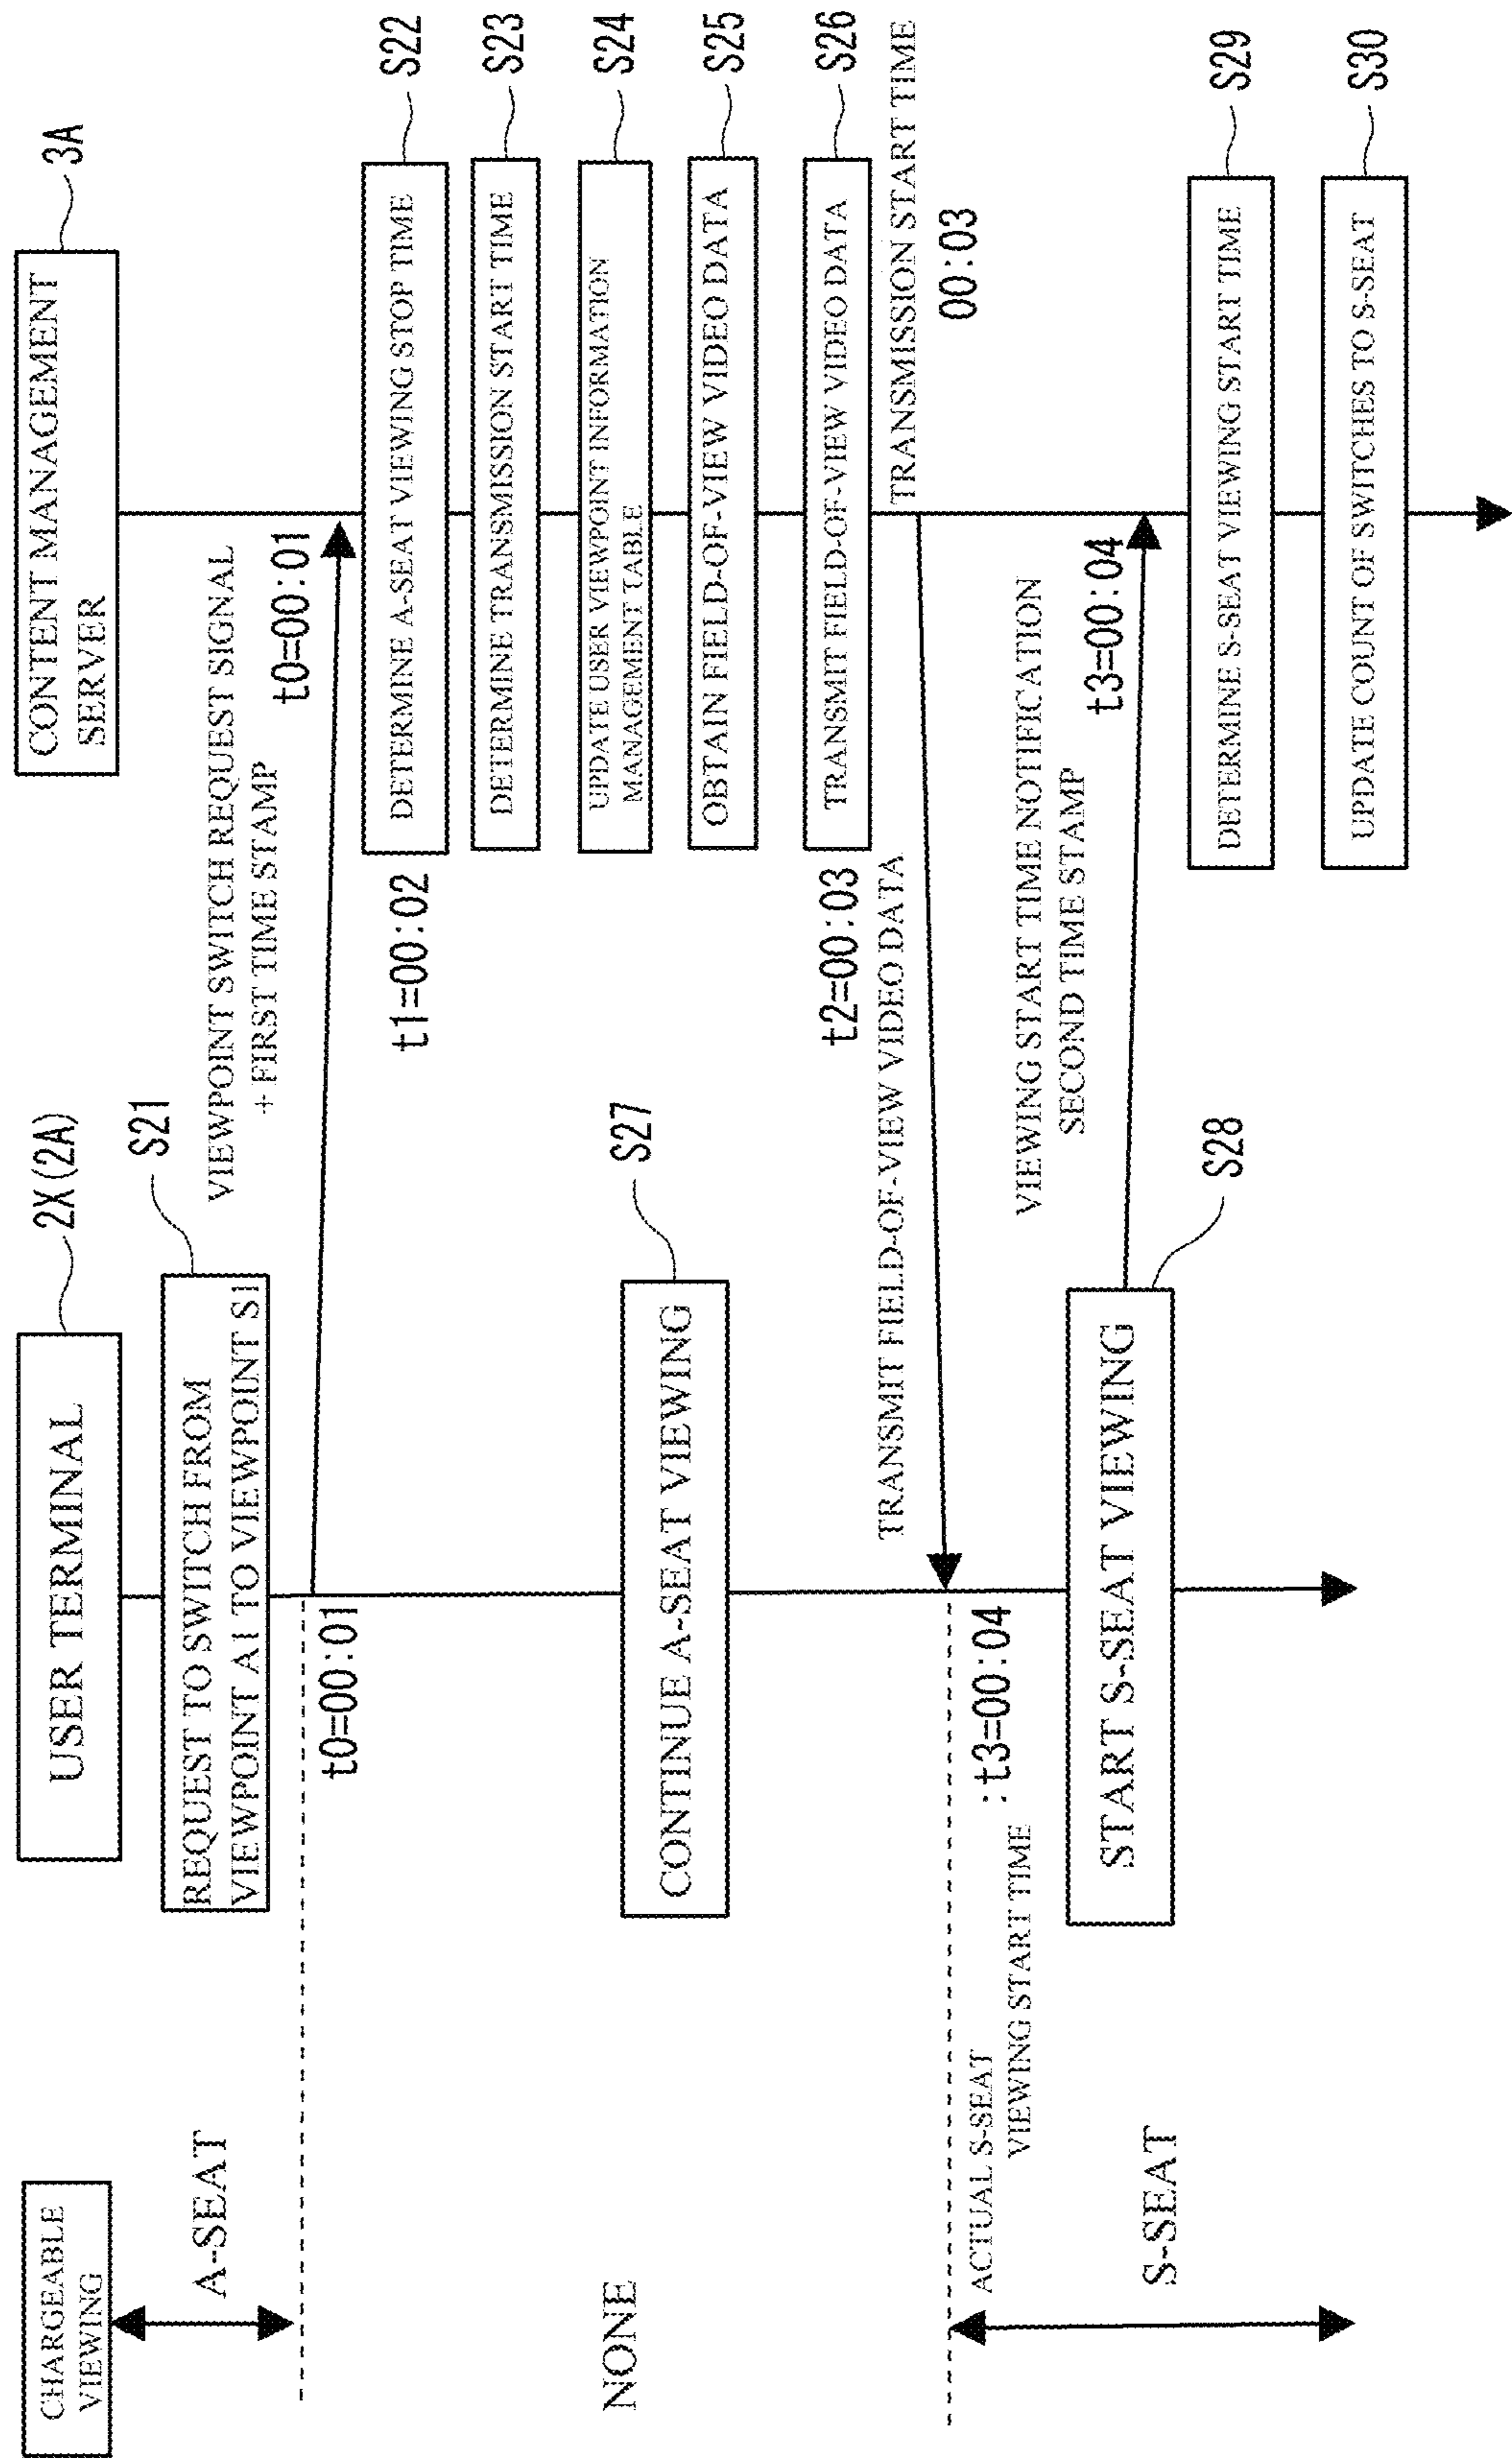 CHARGEABLE
VIEWING
A-SEAT
NONE
ACTUAL S-SEAT
VIEWING START TIME
:t3=00:04
S-SEAT
USER TERMINAL
2X(2A)
REQUEST TO SWITCH FROM
VIEWPOINT A1 TO VIEWPOINT S1
S21
t0=00:01
CONTINUE A-SEAT VIEWING
S27
START S-SEAT VIEWING
S28
VIEWPOINT SWITCH REQUEST SIGNAL
+ FIRST TIME STAMP
t0=00:01
t1=00:02
t2=00:03
TRANSMIT FIELD-OF-VIEW VIDEO DATA
VIEWING START TIME NOTIFICATION
SECOND TIME STAMP
t3=00:04
CONTENT MANAGEMENT
SERVER
3A
DETERMINE A-SEAT VIEWING STOP TIME
S22
DETERMINE TRANSMISSION START TIME
S23
UPDATE USER VIEWPOINT INFORMATION
MANAGEMENT TABLE
S24
OBTAIN FIELD-OF-VIEW VIDEO DATA
S25
TRANSMIT FIELD-OF-VIEW VIDEO DATA
S26
TRANSMISSION START TIME
00:03
DETERMINE S-SEAT VIEWING START TIME
S29
UPDATE COUNT OF SWITCHES TO S-SEAT
S30